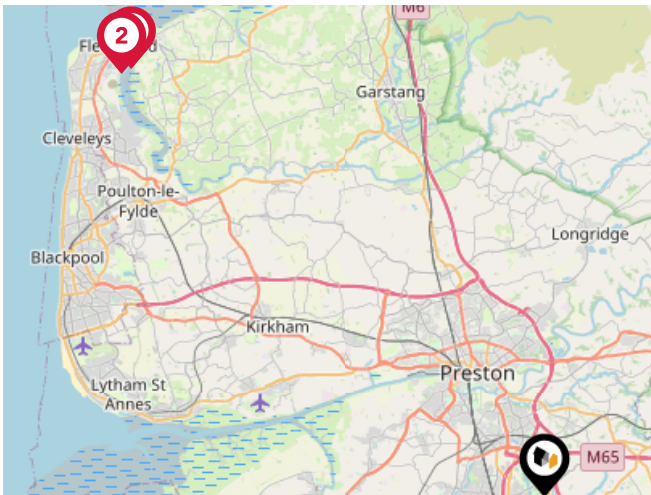 M6
2
Garstang
Cleveleys
Poulton-le-
Fylde
Longridge
Blackpool
Kirkham
Preston
Lytham St
Annes
M65